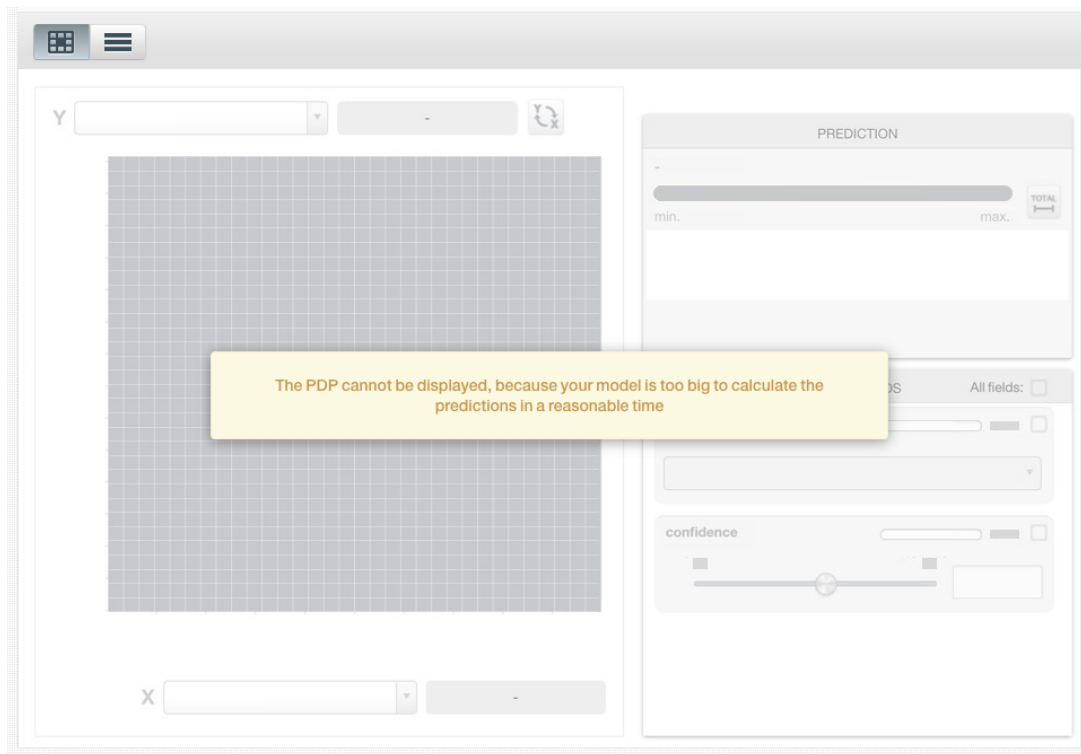 Y
-
Y
X
PREDICTION
-
TOTAL
min.
max.
The PDP cannot be displayed, because your model is too big to calculate the
predictions in a reasonable time
All fields:
confidence
X
-